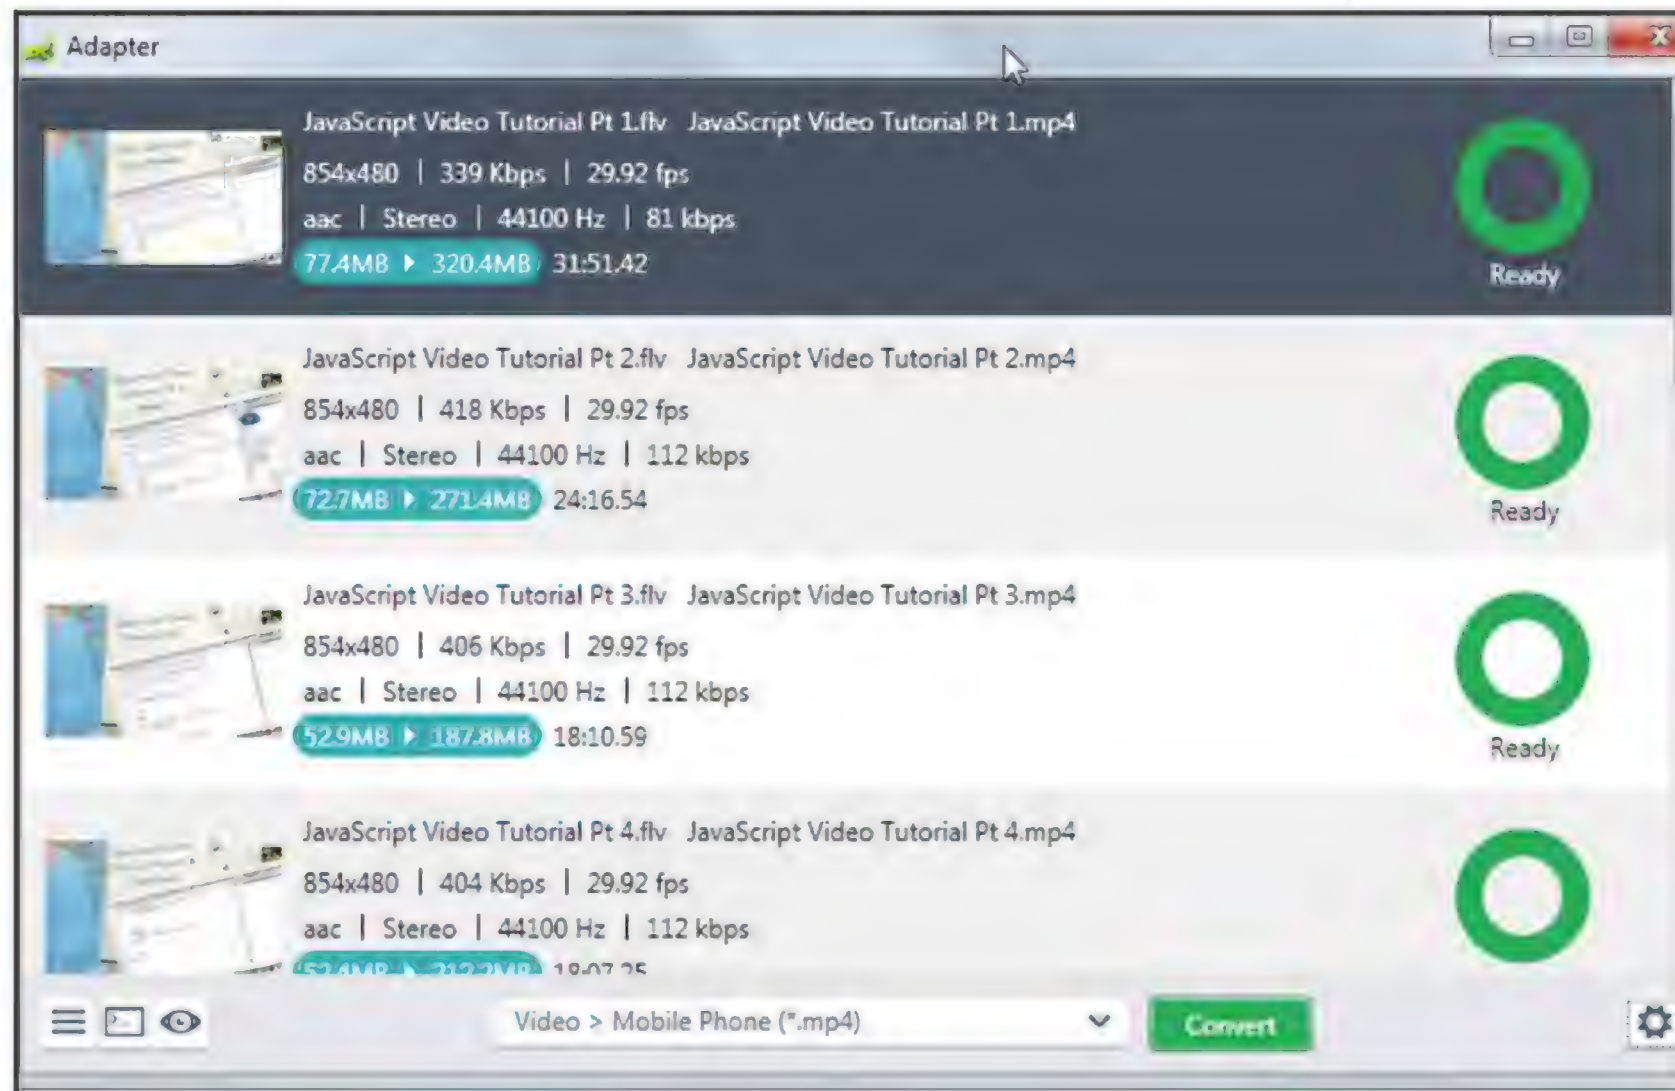 Adapter
JavaScript Video Tutorial Pt 1.flv JavaScript Video Tutorial Pt 1.mp4
854x480 | 339 Kbps | 29.92 fps
aac | Stereo | 44100 Hz | 81 kbps
77.4MB 320.4MB 31:51.42
Ready
JavaScript Video Tutorial Pt 2.flv JavaScript Video Tutorial Pt 2.mp4
854x480 | 418 Kbps | 29.92 fps
aac | Stereo | 44100 Hz | 112 kbps
72.7MB 271.4MB 24:16.54
Ready
JavaScript Video Tutorial Pt 3.flv JavaScript Video Tutorial Pt 3.mp4
854x480 | 406 Kbps | 29.92 fps
aac | Stereo | 44100 Hz | 112 kbps
52.9MB 187.8MB 18:10.59
Ready
JavaScript Video Tutorial Pt 4.flv JavaScript Video Tutorial Pt 4.mp4
854x480 | 404 Kbps | 29.92 fps
aac | Stereo | 44100 Hz | 112 kbps
Video > Mobile Phone (*.mp4)
Convert